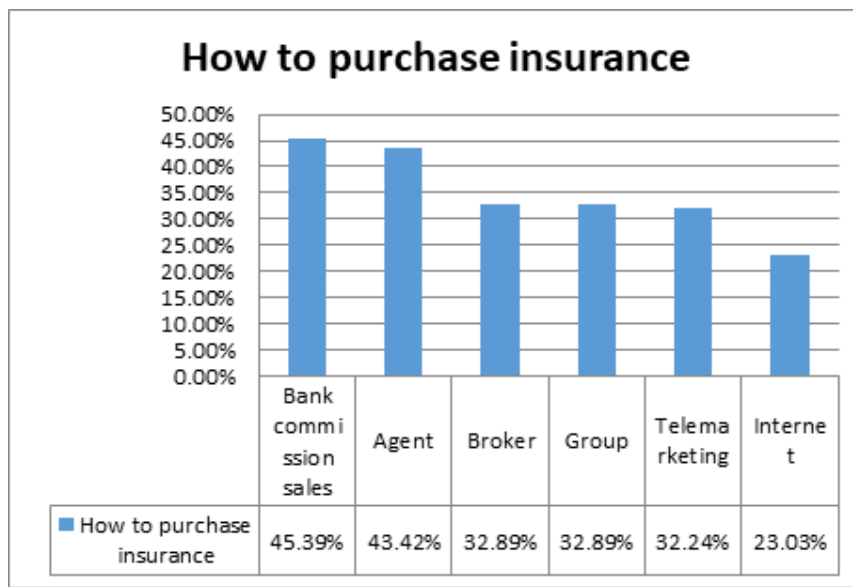 How to purchase insurance
50.00%
45.00%
40.00%
35.00%
30.00%
25.00%
20.00%
15.00%
10.00%
5.00%
0.00%
Bank
commi
ssion
sales
Agent
Broker
Group
Telema
rketing
Interne
t
How to purchase
insurance
45.39%
43.42%
32.89%
32.89%
32.24%
23.03%